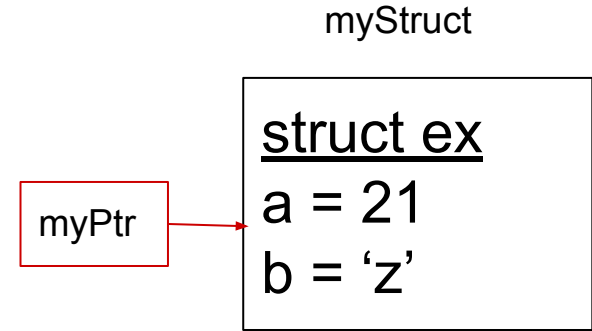 myStruct
struct ex
a = 21
myPtr
b = ‘z’